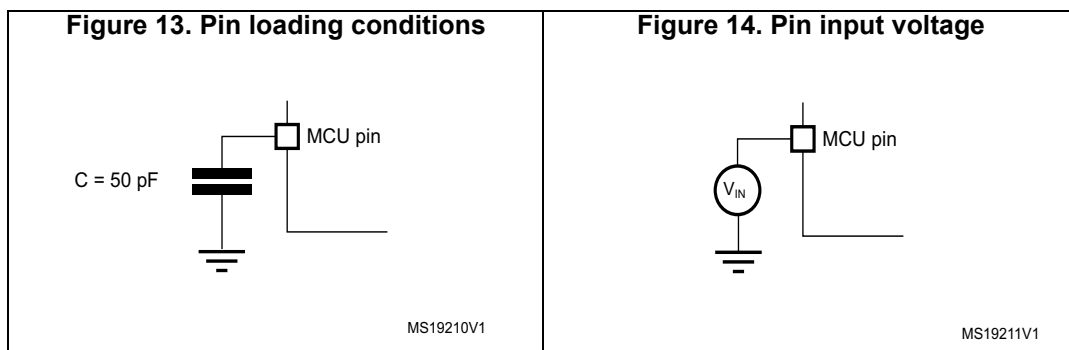 Figure 13. Pin loading conditions
MCU pin
C = 50 pF
MS19210V1
Figure 14. Pin input voltage
MCU pin
VIN
MS19211V1